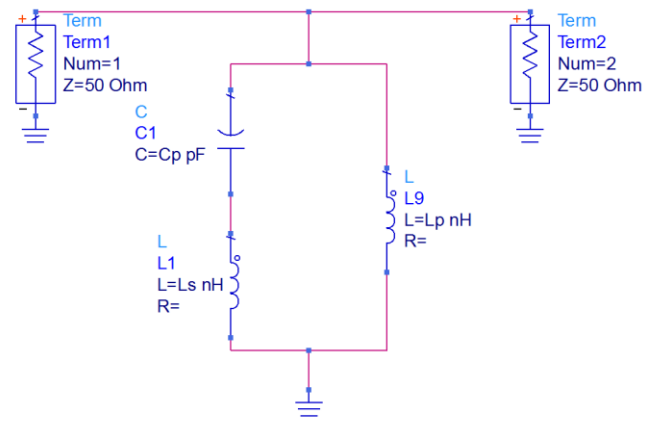 +
Term
Term1
Num=1
Z=50 Ohm
-
+
Term
Term2
Num=2
Z=50 Ohm
-
C
C1
C=Cp pF
L
L9
L=Lp nH
R=
L
L1
L=Ls nH
R=